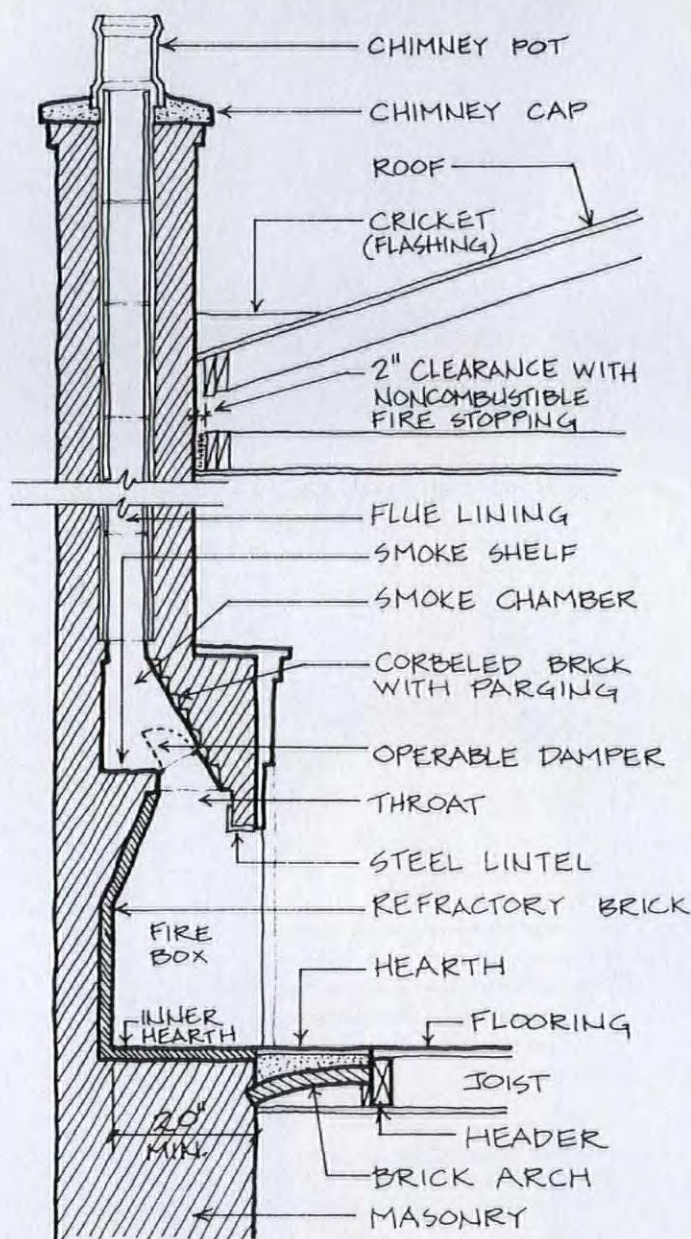 CHIMNEY POT
CHIMNEY CAP
ROOF
CRICKET
(FLASHING)
2" CLEARANCE WITH
NONCOMBUSTIBLE
FIRE STOPPING
FLUE LINING
SMOKE SHELF
SMOKE CHAMBER
CORBELED BRICK
WITH PARGING
OPERABLE DAMPER
THROAT
STEEL LINTEL
REFRACTORY BRICK
FIRE
BOX
HEARTH
INNER
HEARTH
FLOORING
JOIST
20"
MIN.
HEADER
BRICK ARCH
MASONRY